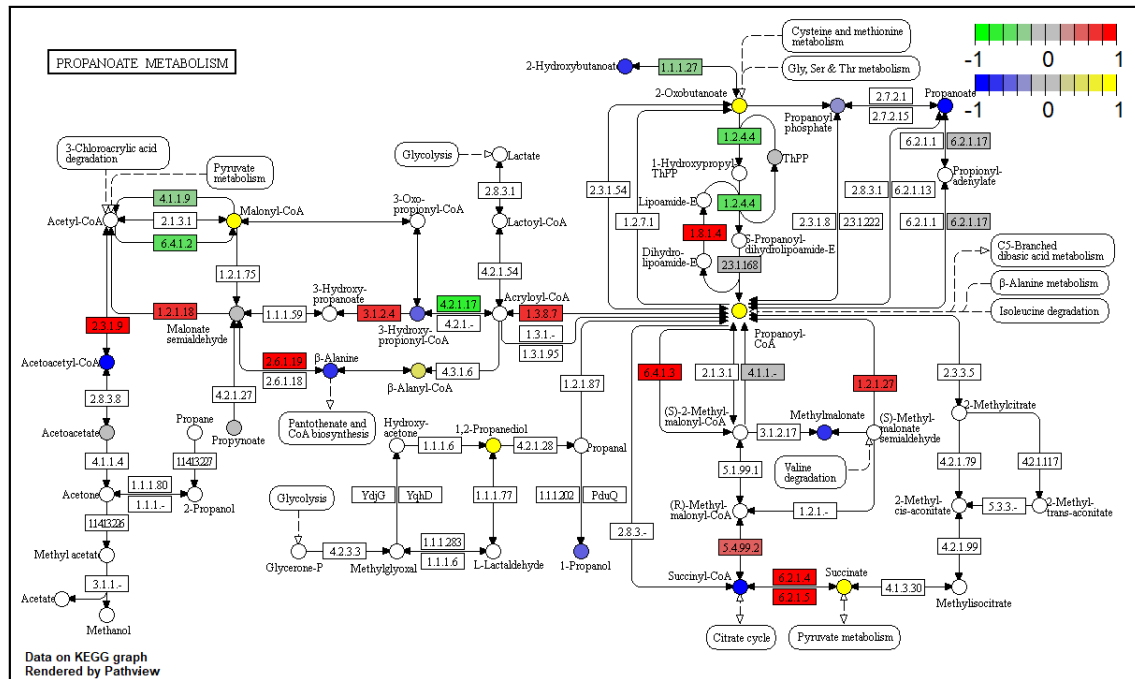 PROPANOATE METABOLISM
-1 0 1
-1 0 1
Cysteine and methionine
metabolism
Gly, Ser & Thr metabolism
2-Hydroxybutanoate
1.1.1.27
2-Oxobutanoate
2.7.2.1
2.7.2.15
Propanoyl
phosphate
Propanoate
1.2.4.4
6.2.1.1
6.2.1.17
ThPP
1-Hydroxypropyl-
ThPP
Propionyl-
adenylate
2.3.1.54
Lipoamide-E
2.8.3.1
6.2.1.13
1.2.4.4
1.2.7.1
2.3.1.8
2.3.1.222
6.2.1.1
6.2.1.17
1.8.1.4
S-Propanoyl-
dihydrolipoamide-E
Dihydro-
lipoamide-E
2.3.1.168
C5-Branched
dibasic acid metabolism
β-Alanine metabolism
Isoleucine degradation
Propanoyl-
CoA
3-Chloroacrylic acid
degradation
Pyruvate
metabolism
Glycolysis
Lactate
2.8.3.1
Lactoyl-CoA
4.2.1.54
4.1.1.9
Acetyl-CoA
2.1.3.1
Malonyl-CoA
6.4.1.2
3-Oxo-
propionyl-CoA
1.2.1.75
3-Hydroxy-
propanoate
1.2.1.18
Malonate
semialdehyde
1.1.1.59
3.1.2.4
3-Hydroxy-
propionyl-CoA
4.2.1.17
4.2.1.-
Acryloyl-CoA
1.3.8.7
1.3.1.-
1.3.1.95
2.3.1.9
Acetoacetyl-CoA
2.6.1.19
2.6.1.18
β-Alanine
β-Alanyl-CoA
4.3.1.6
Pantothenate and
CoA biosynthesis
2.8.3.8
4.2.1.27
Propynoate
Acetoacetate
Propane
4.1.1.4
1.14.13.227
1.1.1.80
1.1.1.-
Acetone
2-Propanol
1.14.13.226
Methyl acetate
3.1.1.-
Acetate
Methanol
Hydroxy-
acetone
1.1.1.6
1,2-Propanediol
4.2.1.28
Propanal
1.2.1.87
Glycolysis
YdjG
YqhD
1.1.1.77
1.1.1.202
PduQ
Glycerone-P
4.2.3.3
Methylglyoxal
1.1.1.283
1.1.1.6
L-Lactaldehyde
1-Propanol
6.4.1.3
2.1.3.1
4.1.1.-
1.2.1.27
2.3.3.5
(S)-2-Methyl-
malonyl-CoA
3.1.2.17
Methylmalonate
(S)-Methyl-
malonate
semialdehyde
2-Methylcitrate
Valine
degradation
5.1.99.1
4.2.1.79
4.2.1.117
(R)-Methyl-
malonyl-CoA
1.2.1.-
2-Methyl-
cis-aconitate
5.3.3.-
2-Methyl-
trans-aconitate
2.8.3.-
5.4.99.2
4.2.1.99
Succinyl-CoA
6.2.1.4
6.2.1.5
Succinate
4.1.3.30
Methylisocitrate
Citrate cycle
Pyruvate metabolism
Data on KEGG graph
Rendered by Pathview